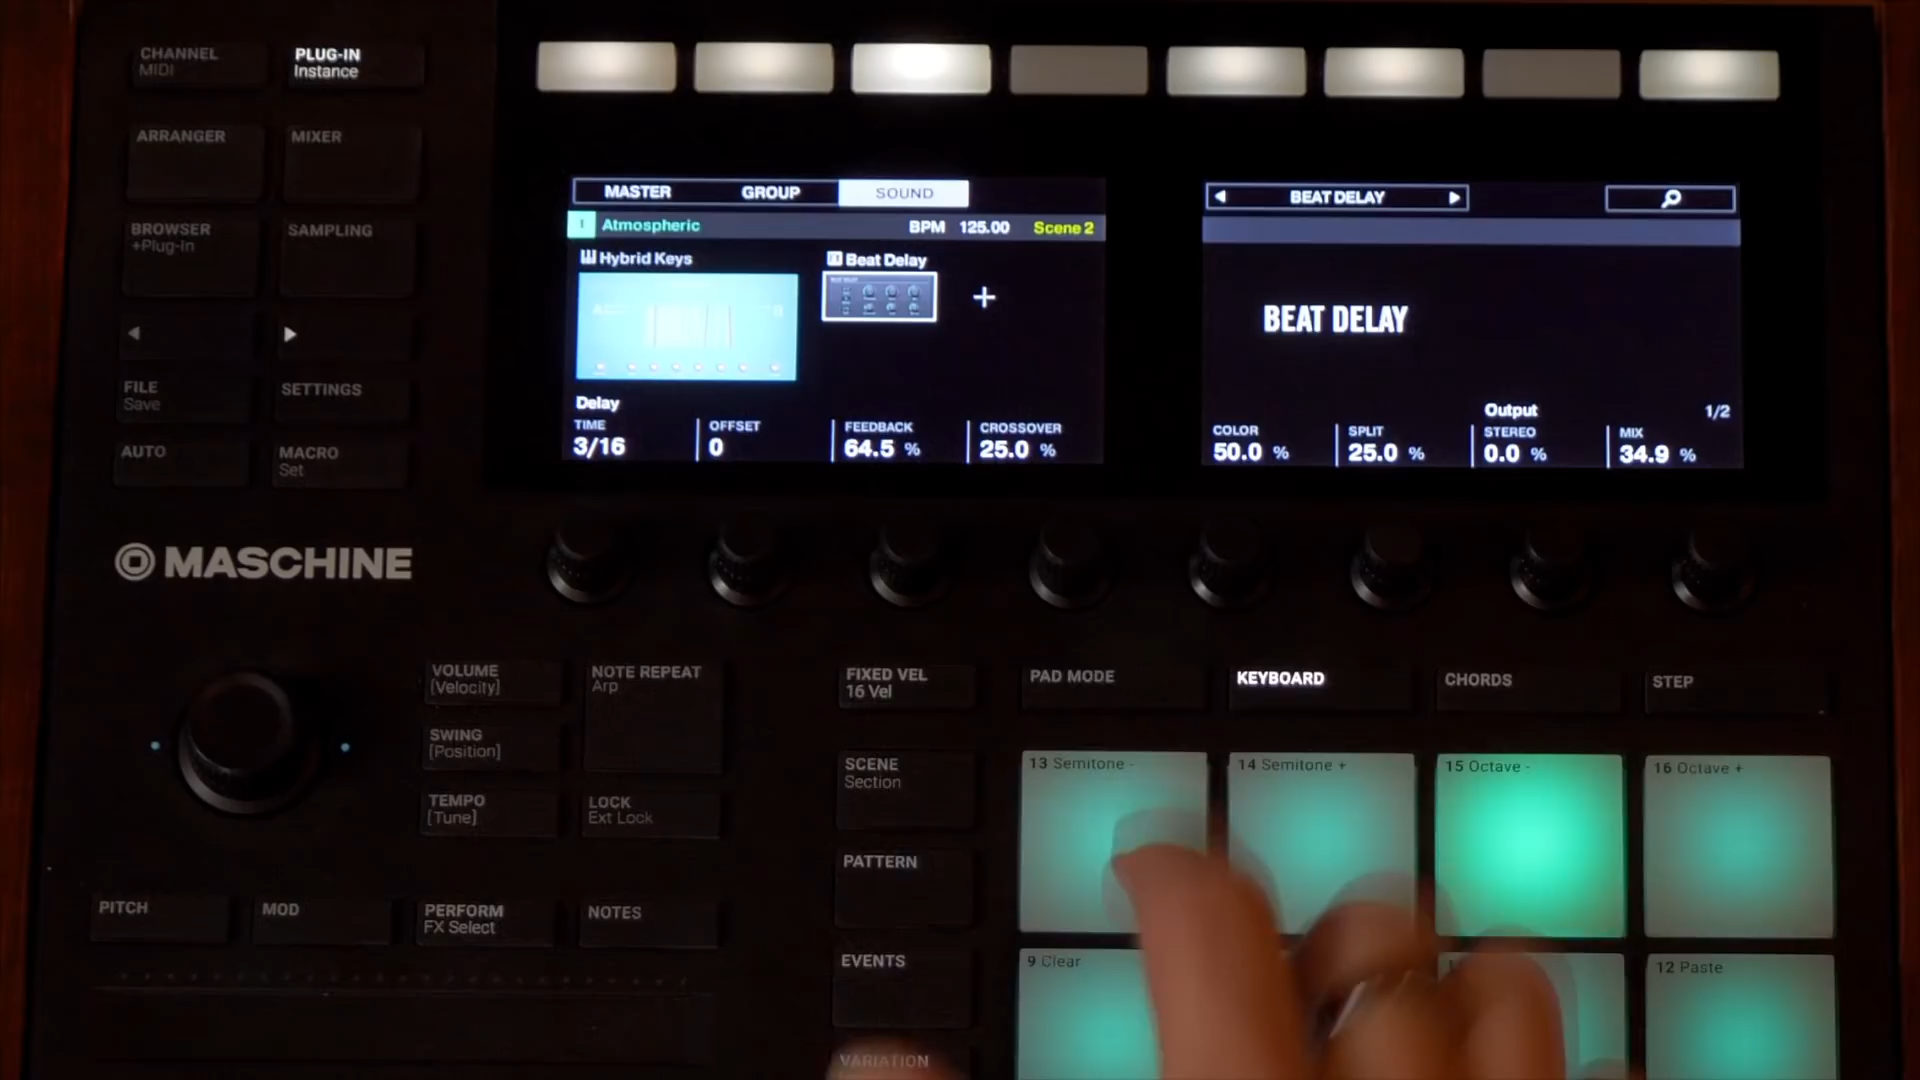 CHANNEL
MIDI
PLUG-IN
Instance
ARRANGER
MIXER
BROWSER
+Plug-In
SAMPLING
FILE
Save
SETTINGS
AUTO
MACRO
Set
MASCHINE
MASTER GROUP SOUND
Atmospheric BPM 125.00 Scene 2
Hybrid Keys
Beat Delay
+
Delay
TIME
3/16
OFFSET
0
FEEDBACK
64.5 %
CROSSOVER
25.0 %
BEAT DELAY
BEAT DELAY
Output
1/2
COLOR
50.0 %
SPLIT
25.0 %
STEREO
0.0 %
MIX
34.9 %
VOLUME
[Velocity]
NOTE REPEAT
Arp
SWING
[Position]
TEMPO
[Tune]
LOCK
Ext Lock
PITCH
MOD
PERFORM
FX Select
NOTES
FIXED VEL
16 Vel
PAD MODE
KEYBOARD
CHORDS
STEP
SCENE
Section
PATTERN
EVENTS
VARIATION
13 Semitone -
14 Semitone +
15 Octave -
16 Octave +
9 Clear
12 Paste